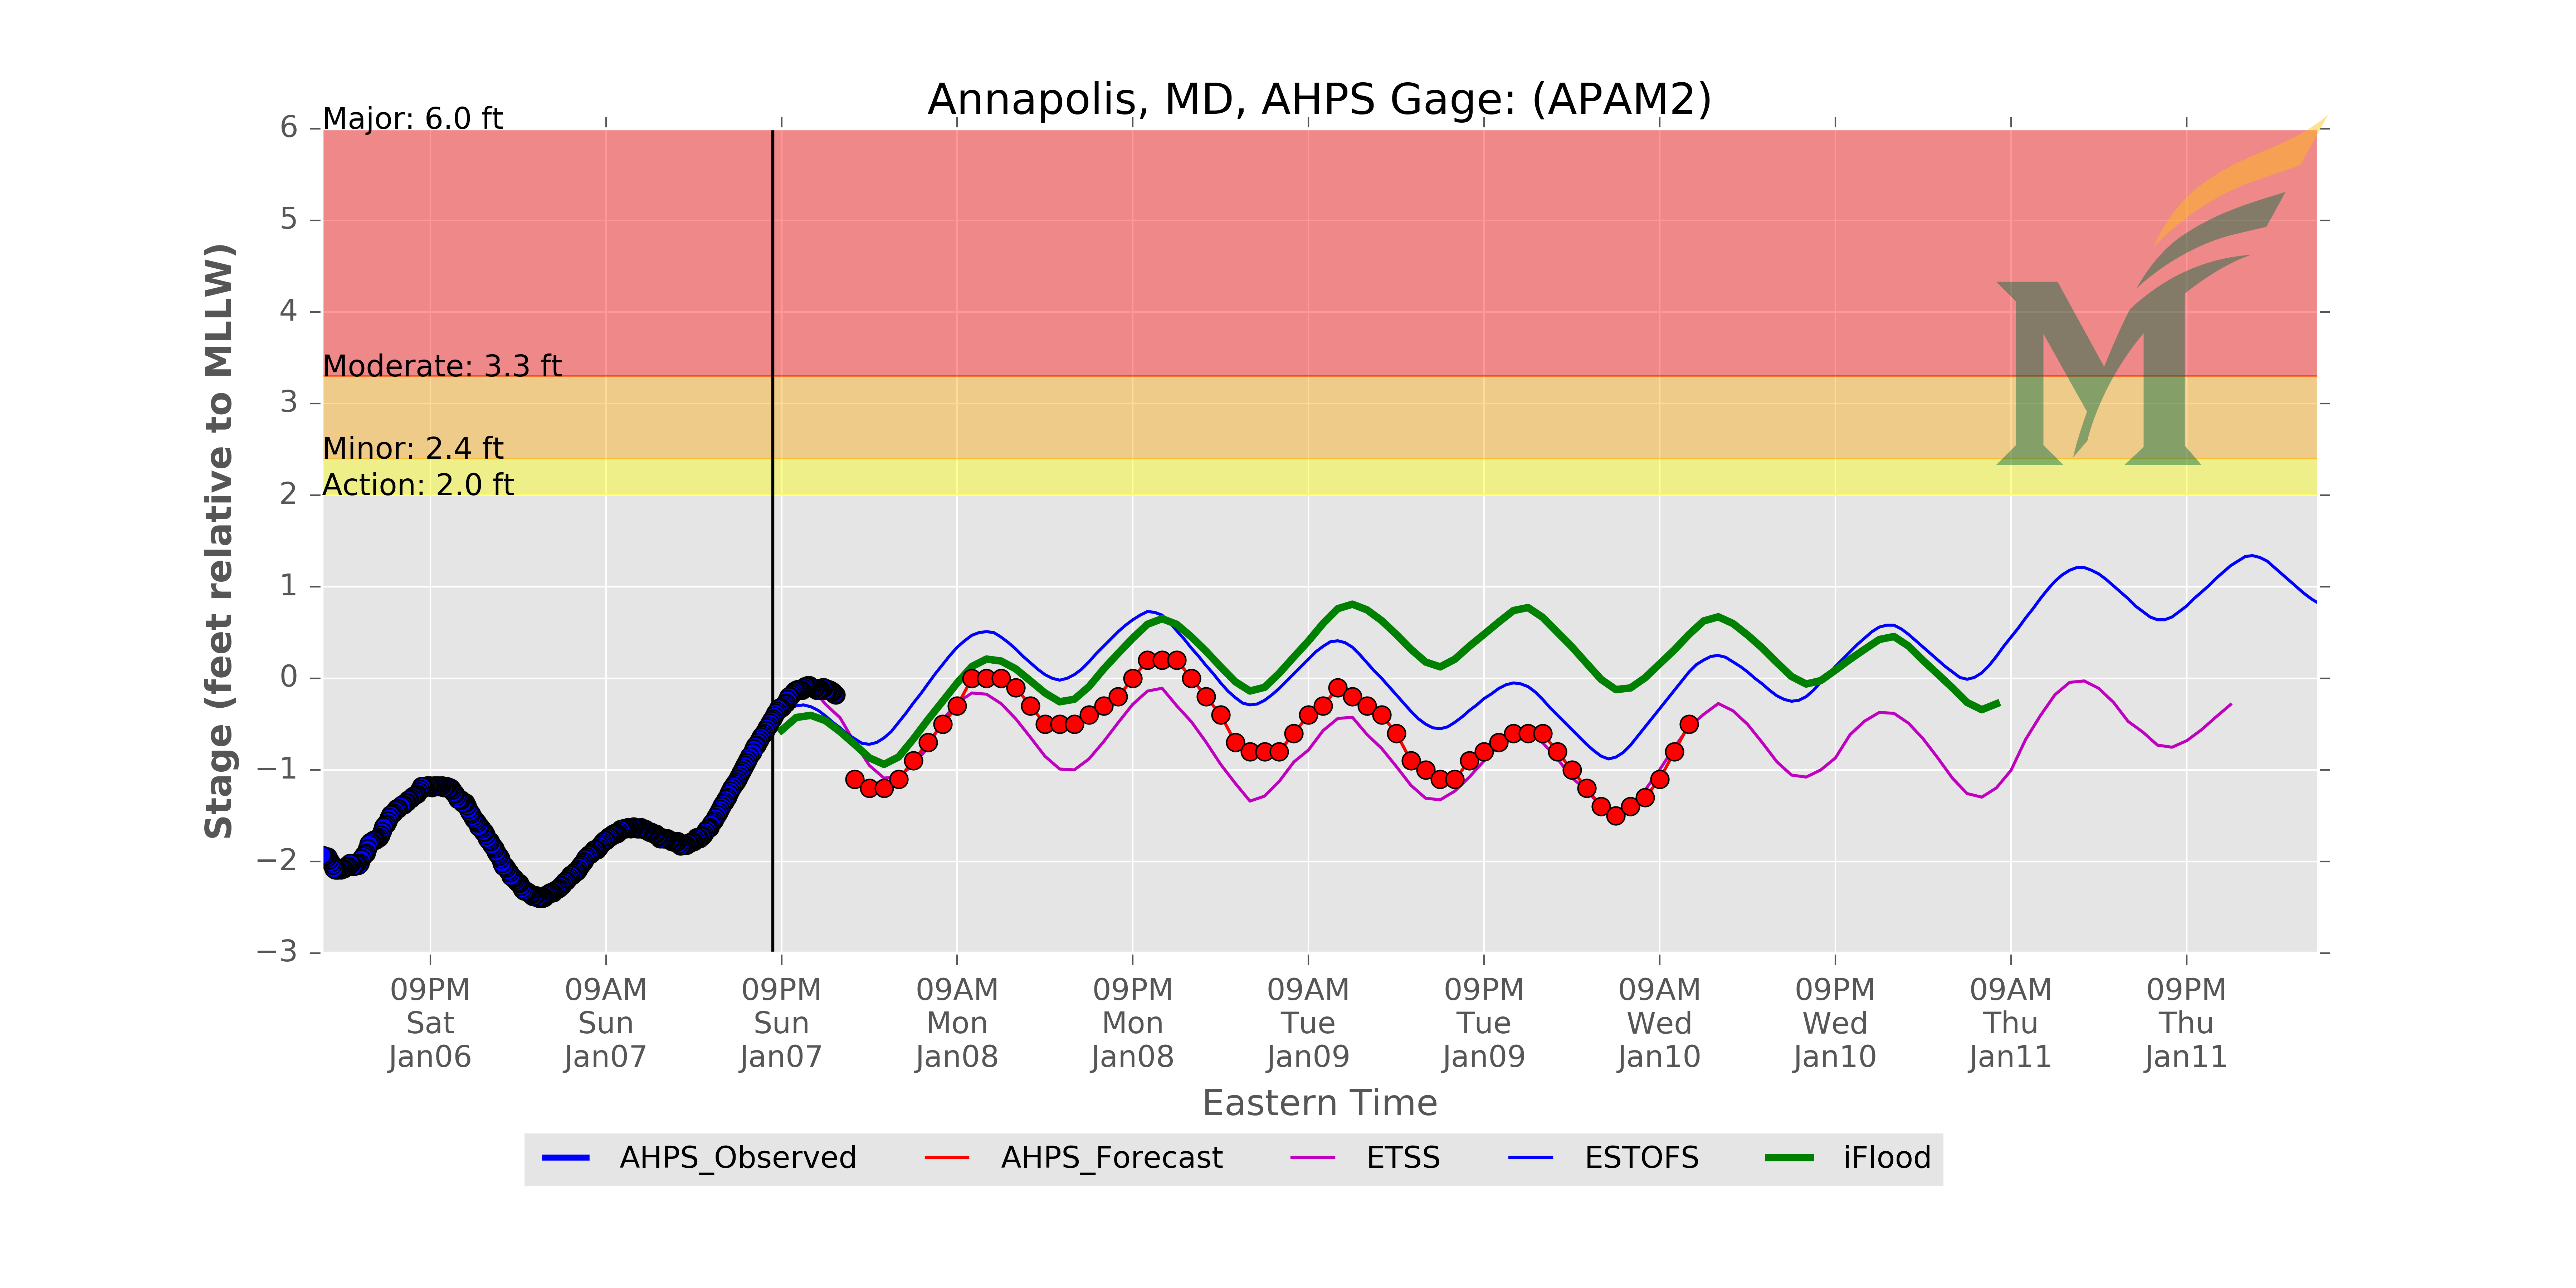 Annapolis, MD, AHPS Gage: (APAM2)
Major: 6.0 ft
Moderate: 3.3 ft
Minor: 2.4 ft
Action: 2.0 ft
Stage (feet relative to MLLW)
6
5
4
3
2
1
0
−1
−2
−3
09PM Sat Jan06
09AM Sun Jan07
09PM Sun Jan07
09AM Mon Jan08
09PM Mon Jan08
09AM Tue Jan09
09PM Tue Jan09
09AM Wed Jan10
09PM Wed Jan10
09AM Thu Jan11
09PM Thu Jan11
Eastern Time
AHPS_Observed AHPS_Forecast ETSS ESTOFS iFlood
M